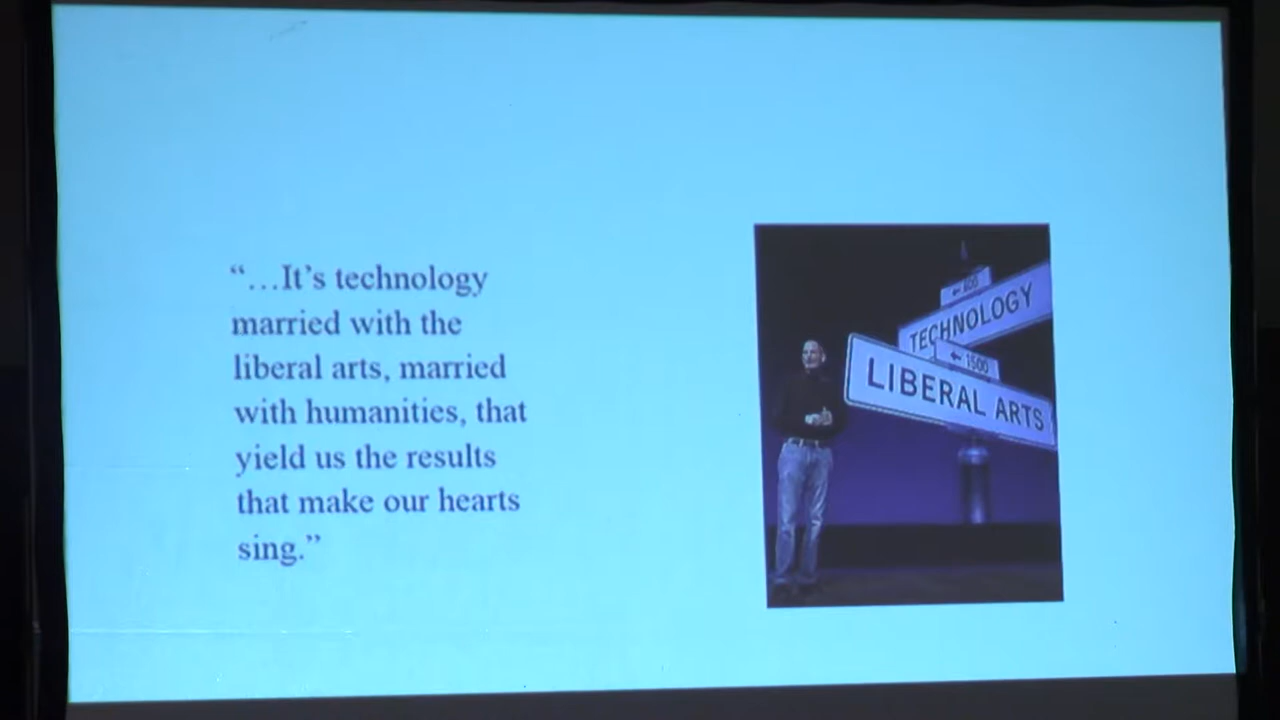 “…It’s technology
married with the
liberal arts, married
with humanities, that
yield us the results
that make our hearts
sing.”
TECHNOLOGY
← 1500
LIBERAL ARTS